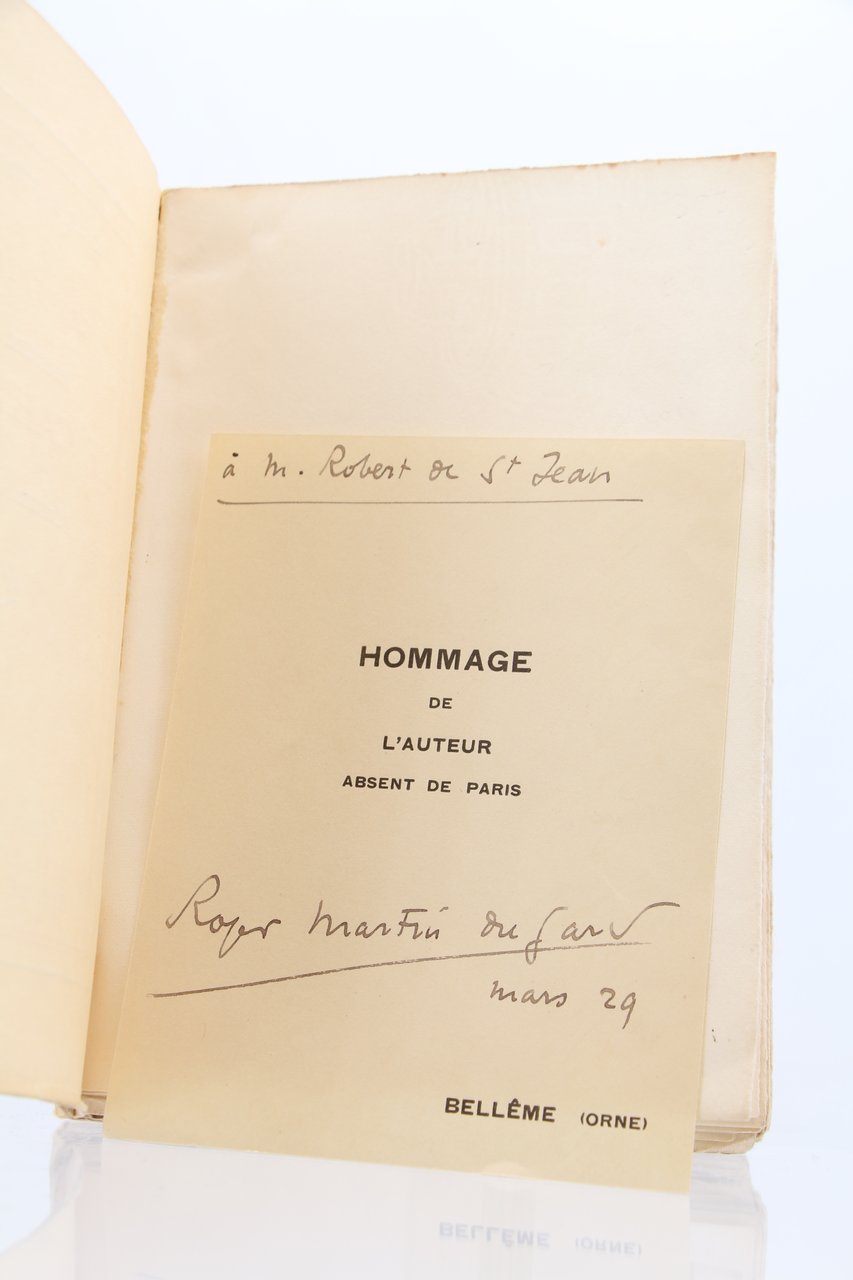 à M. Robert de St Jean
HOMMAGE
DE
L'AUTEUR
ABSENT DE PARIS
Roger Martin du Gard
mars 29
BELLÊME (ORNE)